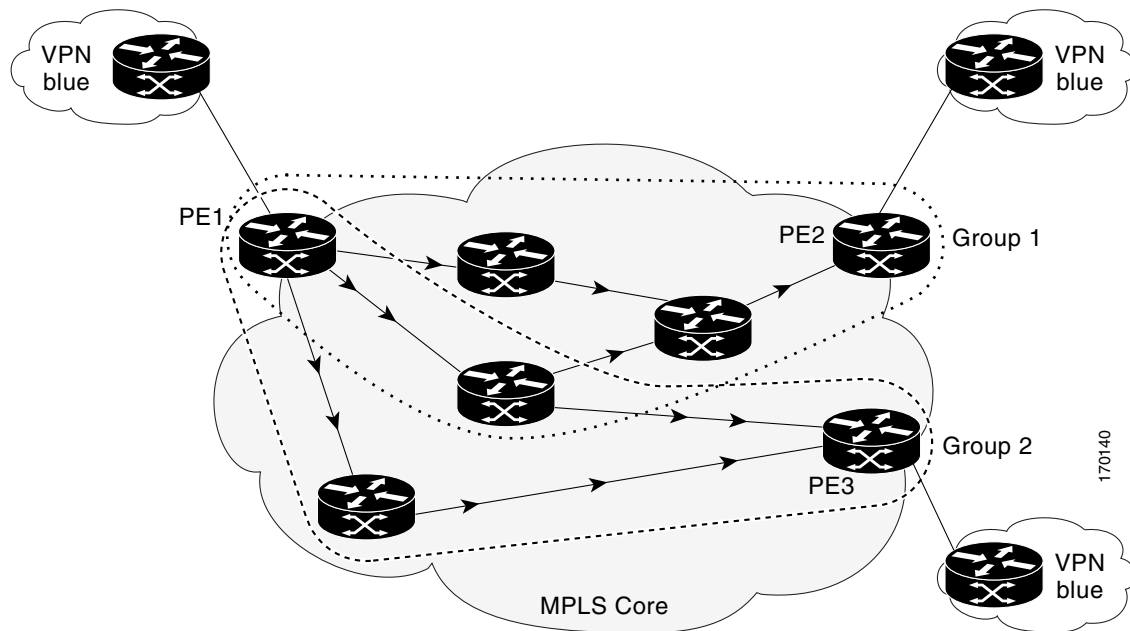 VPN
blue
VPN
blue
PE1
PE2
Group 1
Group 2
PE3
170140
VPN
blue
MPLS Core